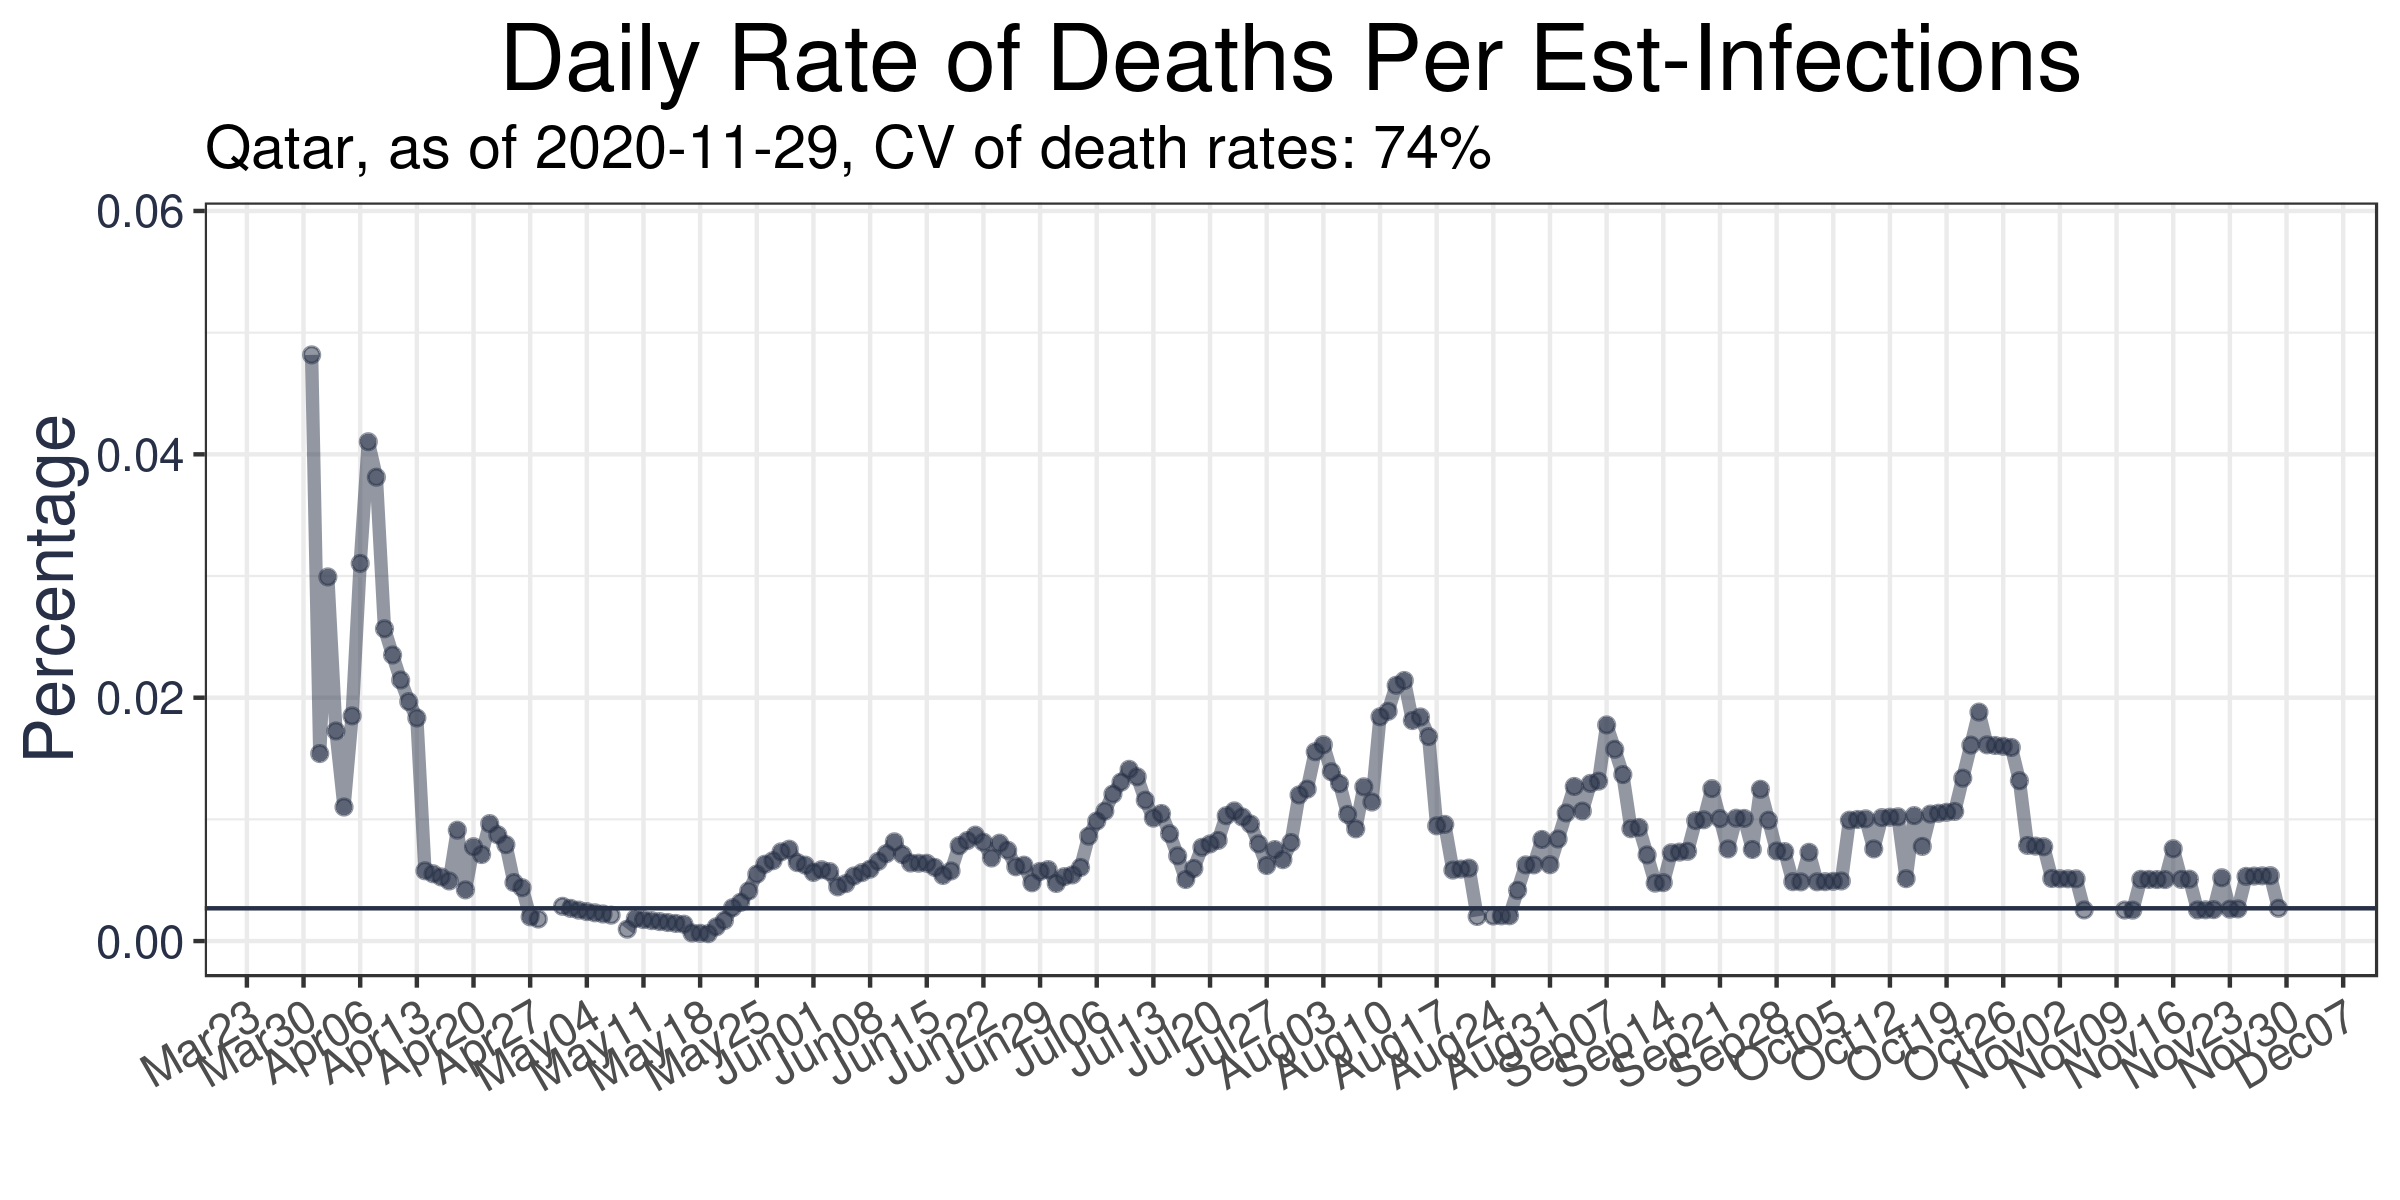 Daily Rate of Deaths Per Est-Infections
Qatar, as of 2020-11-29, CV of death rates: 74%
Percentage
0.06
0.04
0.02
0.00
Mar23
Mar30
Apr06
Apr13
Apr20
Apr27
May04
May11
May18
May25
Jun01
Jun08
Jun15
Jun22
Jun29
Jul06
Jul13
Jul20
Jul27
Aug03
Aug10
Aug17
Aug24
Aug31
Sep07
Sep14
Sep21
Sep28
Oct05
Oct12
Oct19
Oct26
Nov02
Nov09
Nov16
Nov23
Nov30
Dec07